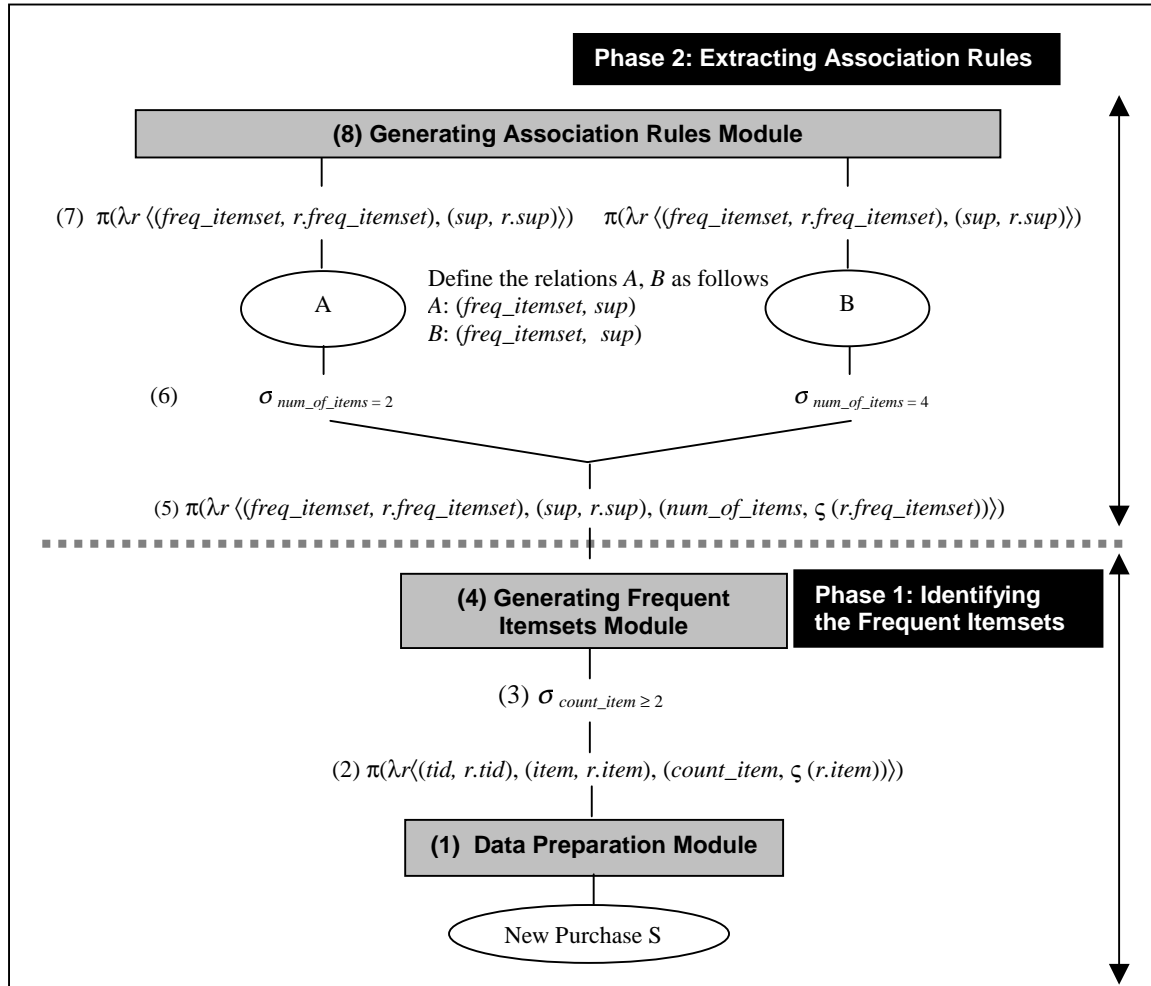 Phase 2: Extracting Association Rules
(8) Generating Association Rules Module
(7) π(λr ⟨(freq_itemset, r.freq_itemset), (sup, r.sup)⟩) π(λr ⟨(freq_itemset, r.freq_itemset), (sup, r.sup)⟩)
Define the relations A, B as follows
A B
A: (freq_itemset, sup)
B: (freq_itemset, sup)
(6) σ num_of_items = 2 σ num_of_items = 4
(5) π(λr ⟨(freq_itemset, r.freq_itemset), (sup, r.sup), (num_of_items, ς (r.freq_itemset))⟩)
(4) Generating Frequent
Itemsets Module
Phase 1: Identifying
the Frequent Itemsets
(3) σ count_item ≥ 2
(2) π(λr⟨(tid, r.tid), (item, r.item), (count_item, ς (r.item))⟩)
(1) Data Preparation Module
New Purchase S